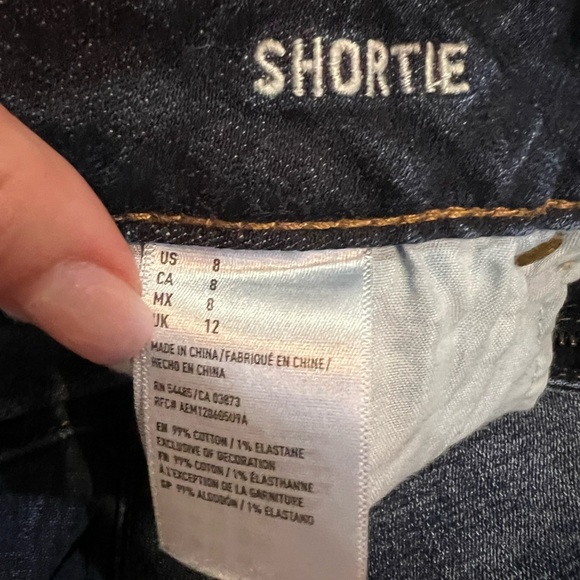 SHORTIE
US 8
CA 8
MX 8
UK 12
MADE IN CHINA/FABRIQUÉ EN CHINE/
HECHO EN CHINA
RN 54485/CA 03873
RFC# AEM120685U9A
EN 99% COTTON / 1% ELASTANE
EXCLUSIVE OF DECORATION
FR 99% COTON / 1% ÉLASTHANNE
À L'EXCEPTION DE LA GARNITURE
SP 99% ALGODÓN / 1% ELASTANO